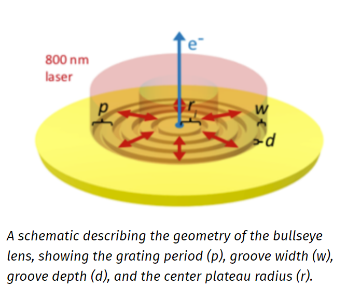 e⁻
800 nm
laser
p
r
w
d
A schematic describing the geometry of the bullseye
lens, showing the grating period (p), groove width (w),
groove depth (d), and the center plateau radius (r).